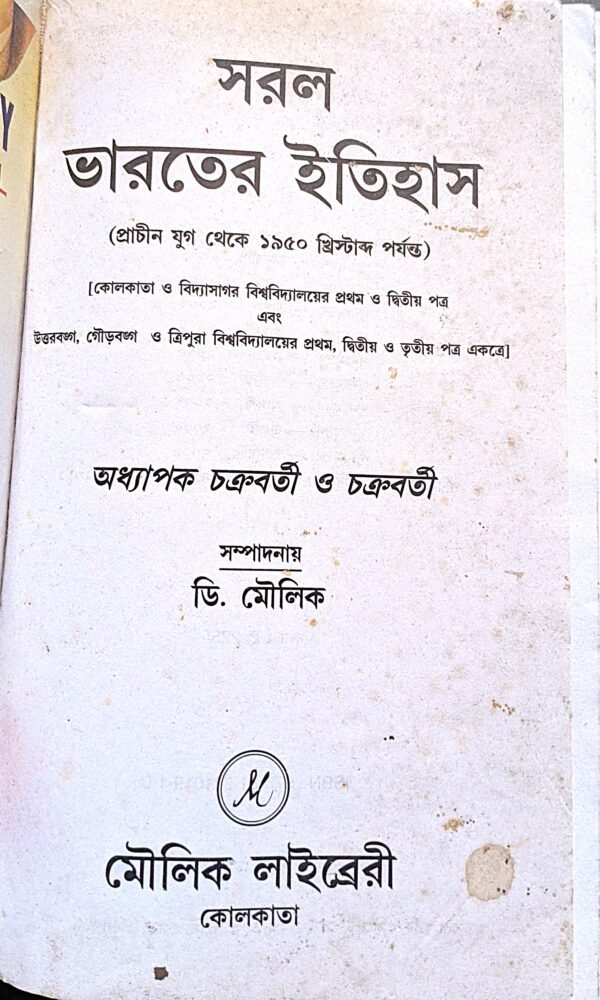 সরল
ভারতের ইতিহাস
(প্রাচীন যুগ থেকে ১৯৫০ খ্রিস্টাব্দ পর্যন্ত)
[কোলকাতা ও বিদ্যাসাগর বিশ্ববিদ্যালয়ের প্রথম ও দ্বিতীয় পত্র
এবং
উত্তরবঙ্গ, গৌড়বঙ্গ ও ত্রিপুরা বিশ্ববিদ্যালয়ের প্রথম, দ্বিতীয় ও তৃতীয় পত্র একত্রে]
অধ্যাপক চক্রবর্তী ও চক্রবর্তী
সম্পাদনায়
ডি. মৌলিক
M
মৌলিক লাইব্রেরী
কোলকাতা